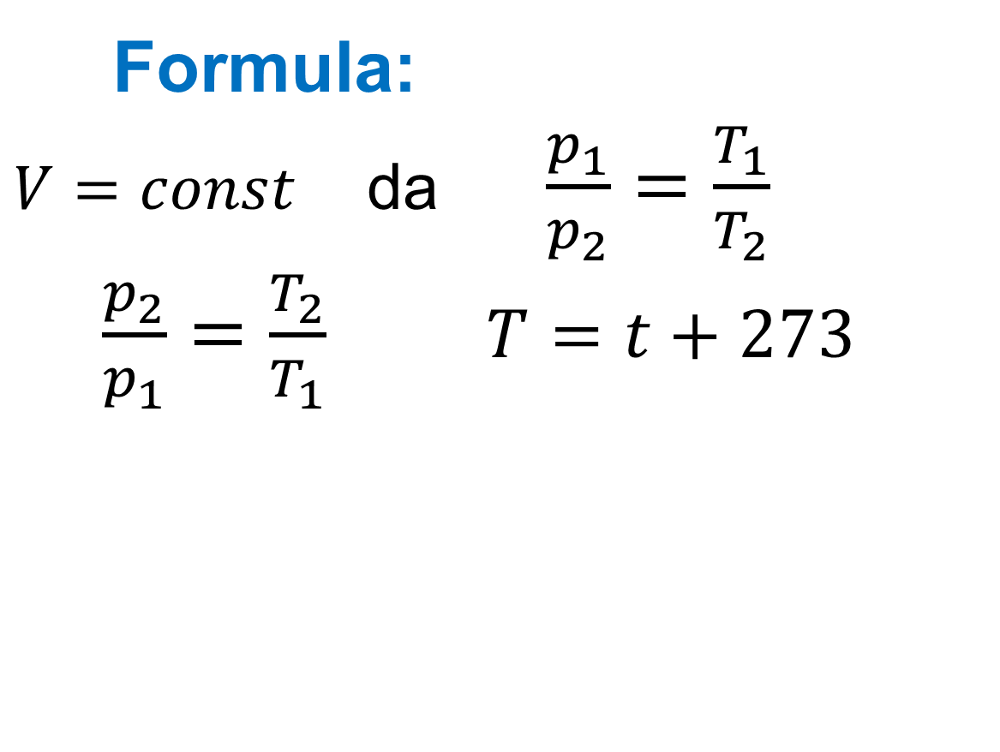 Formula:
V = const da p₁/p₂ = T₁/T₂
p₂/p₁ = T₂/T₁ T = t + 273